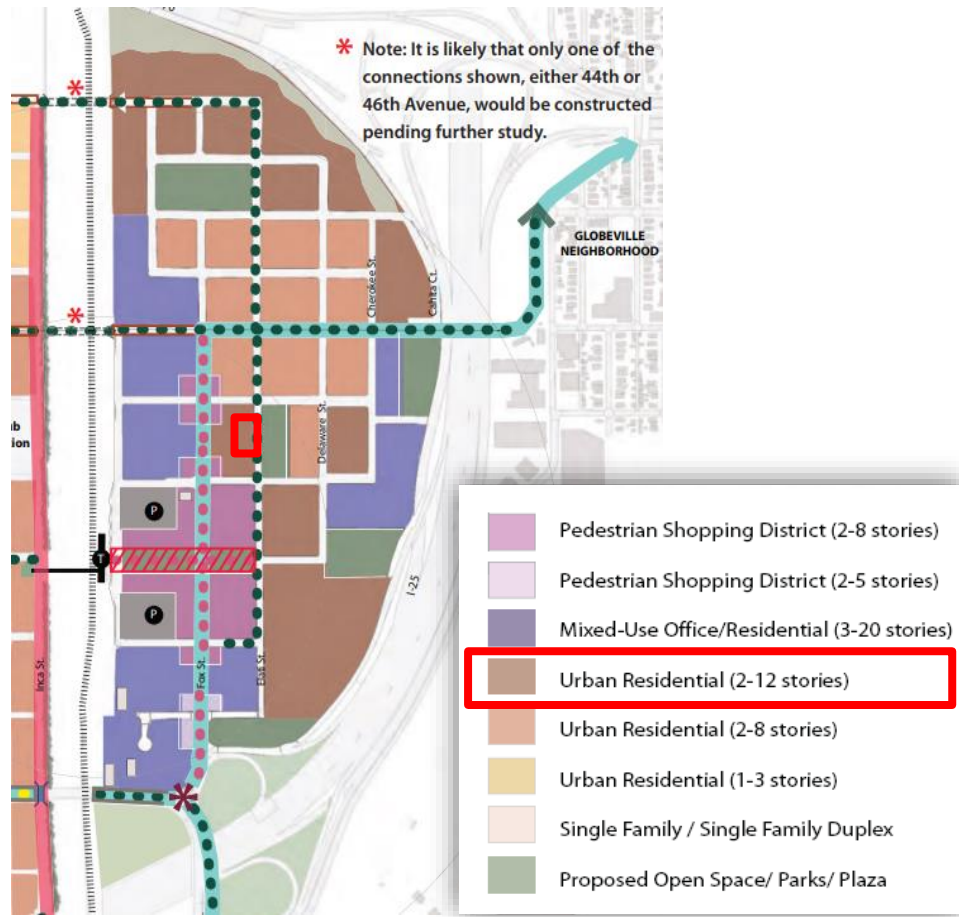 * Note: It is likely that only one of the
connections shown, either 44th or
46th Avenue, would be constructed
pending further study.
*
*
GLOBEVILLE
NEIGHBORHOOD
Cherokee St.
Delaware St.
P
T
P
I-25
Inca St.
Fox St.
Elati St.
*
Pedestrian Shopping District (2-8 stories)
Pedestrian Shopping District (2-5 stories)
Mixed-Use Office/Residential (3-20 stories)
Urban Residential (2-12 stories)
Urban Residential (2-8 stories)
Urban Residential (1-3 stories)
Single Family / Single Family Duplex
Proposed Open Space/ Parks/ Plaza